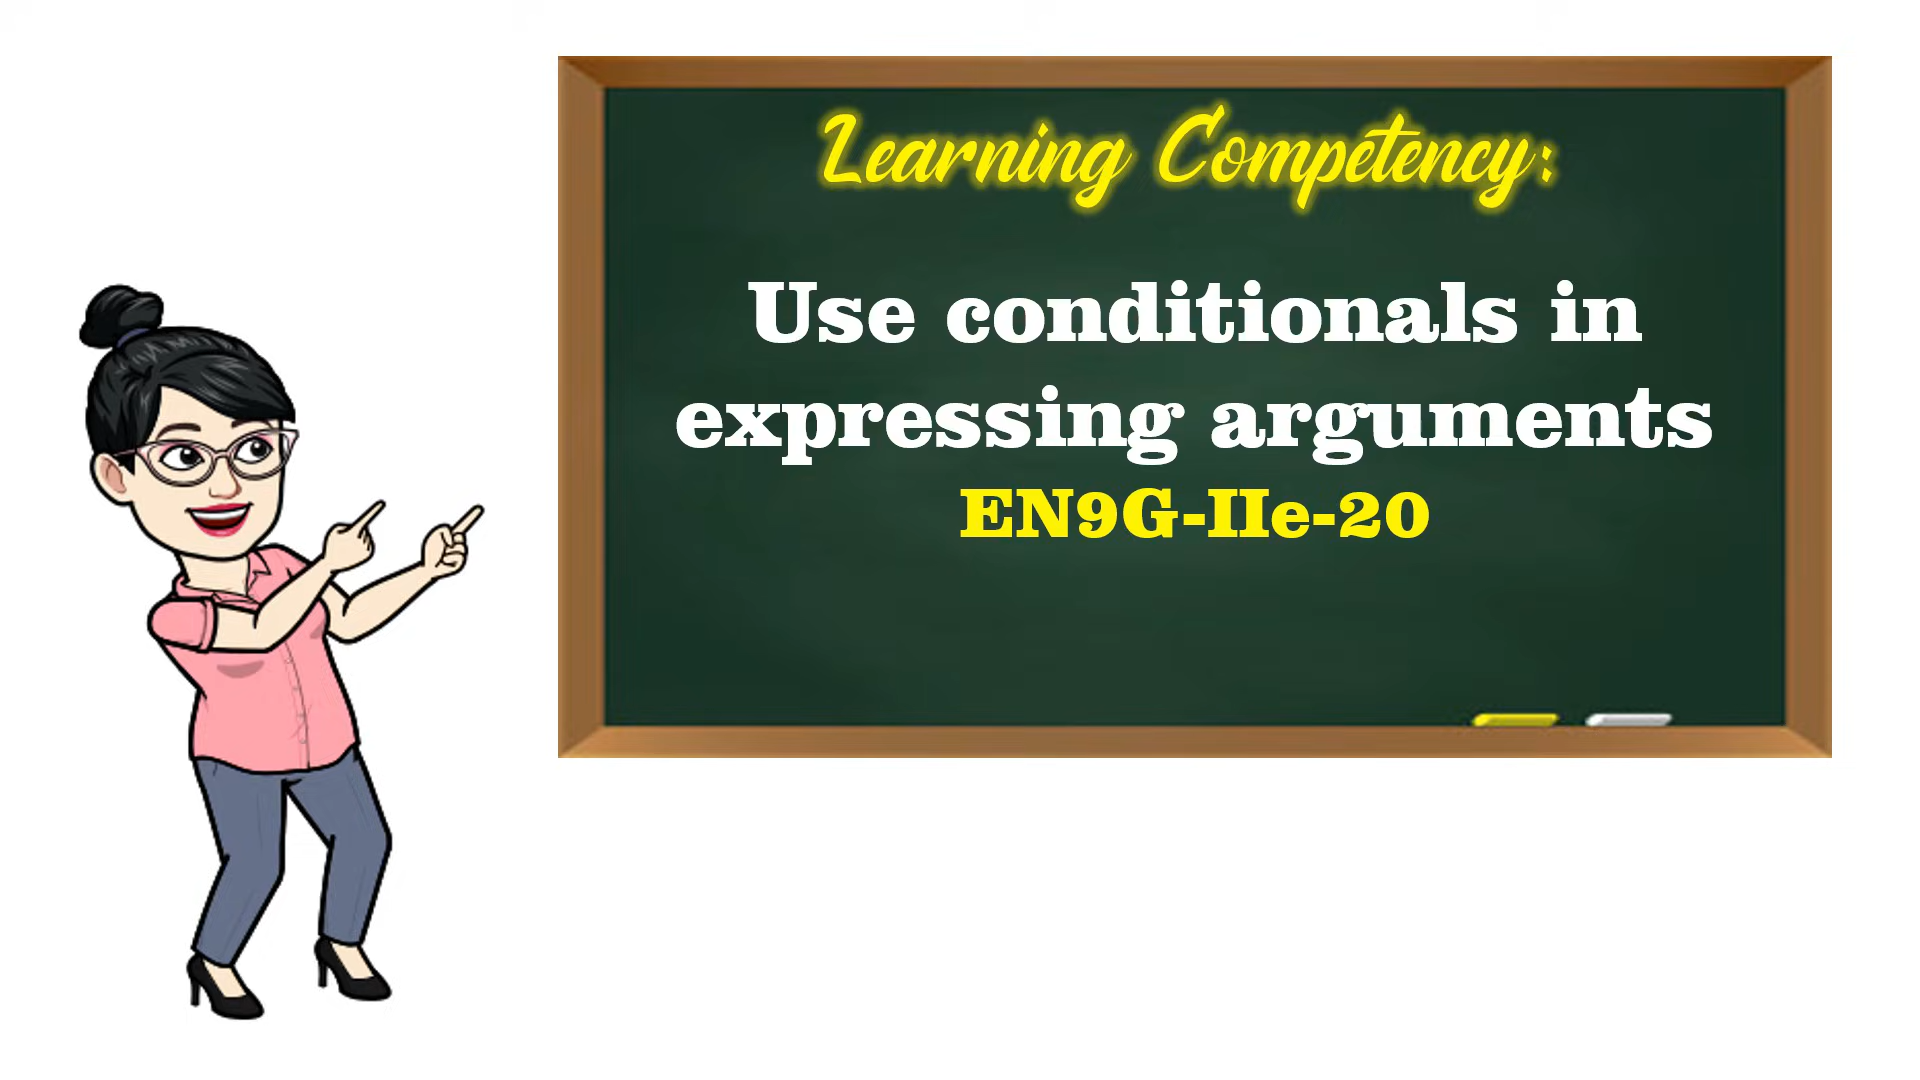 Learning Competency:
Use conditionals in
expressing arguments
EN9G-IIe-20